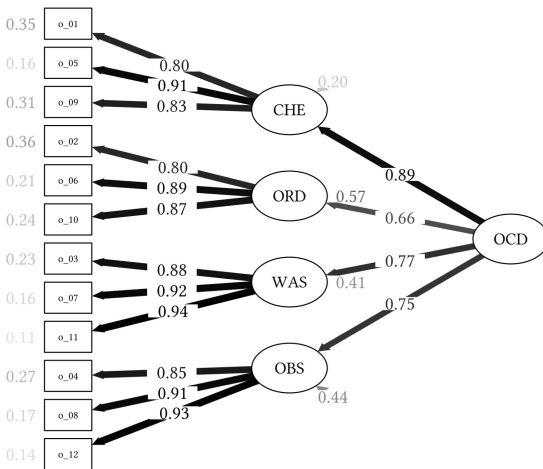 0.35 o_01
0.16 o_05
0.31 o_09
0.36 o_02
0.21 o_06
0.24 o_10
0.23 o_03
0.16 o_07
0.11 o_11
0.27 o_04
0.17 o_08
0.14 o_12
0.80
0.91
0.83
0.80
0.89
0.87
0.88
0.92
0.94
0.85
0.91
0.93
CHE
0.20
ORD
0.57
WAS
0.41
OBS
0.44
0.89
0.66
0.77
0.75
OCD